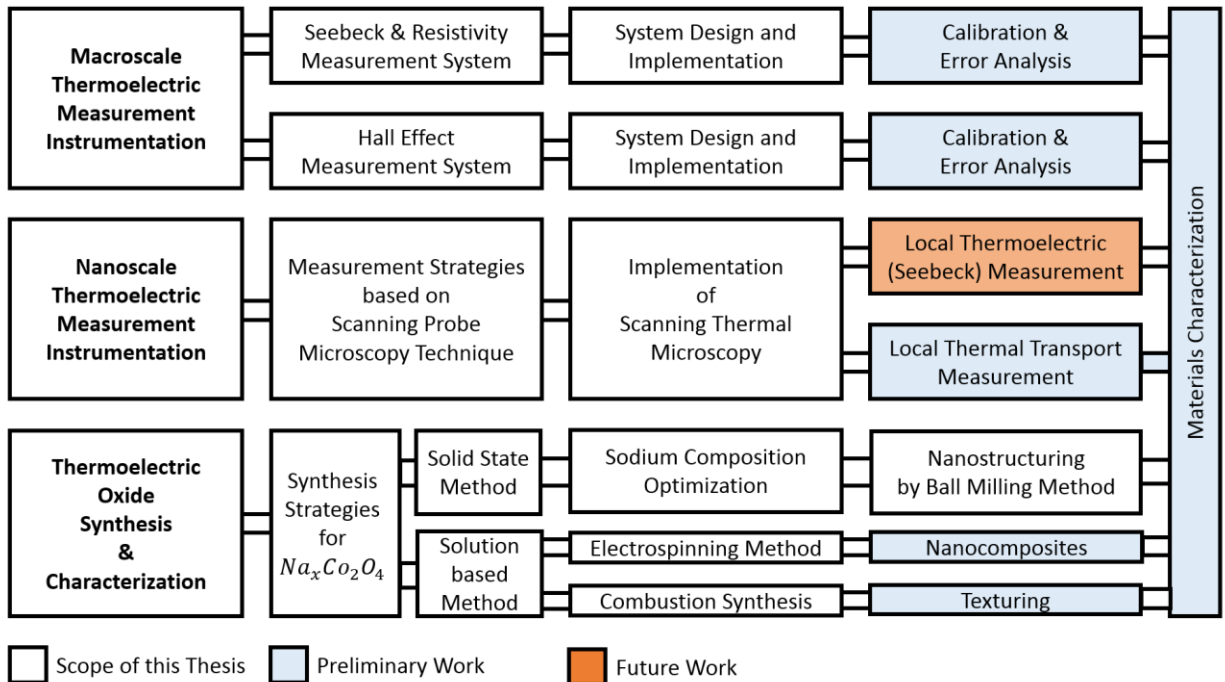 Macroscale
Thermoelectric
Measurement
Instrumentation
Seebeck & Resistivity
Measurement System
System Design and
Implementation
Calibration &
Error Analysis
Hall Effect
Measurement System
System Design and
Implementation
Calibration &
Error Analysis
Nanoscale
Thermoelectric
Measurement
Instrumentation
Measurement Strategies
based on
Scanning Probe
Microscopy Technique
Implementation
of
Scanning Thermal
Microscopy
Local Thermoelectric
(Seebeck) Measurement
Local Thermal Transport
Measurement
Thermoelectric
Oxide
Synthesis
&
Characterization
Synthesis
Strategies
for
Na_xCo_2O_4
Solid State
Method
Sodium Composition
Optimization
Nanostructuring
by Ball Milling Method
Solution
based
Method
Electrospinning Method
Nanocomposites
Combustion Synthesis
Texturing
Materials Characterization
Scope of this Thesis
Preliminary Work
Future Work